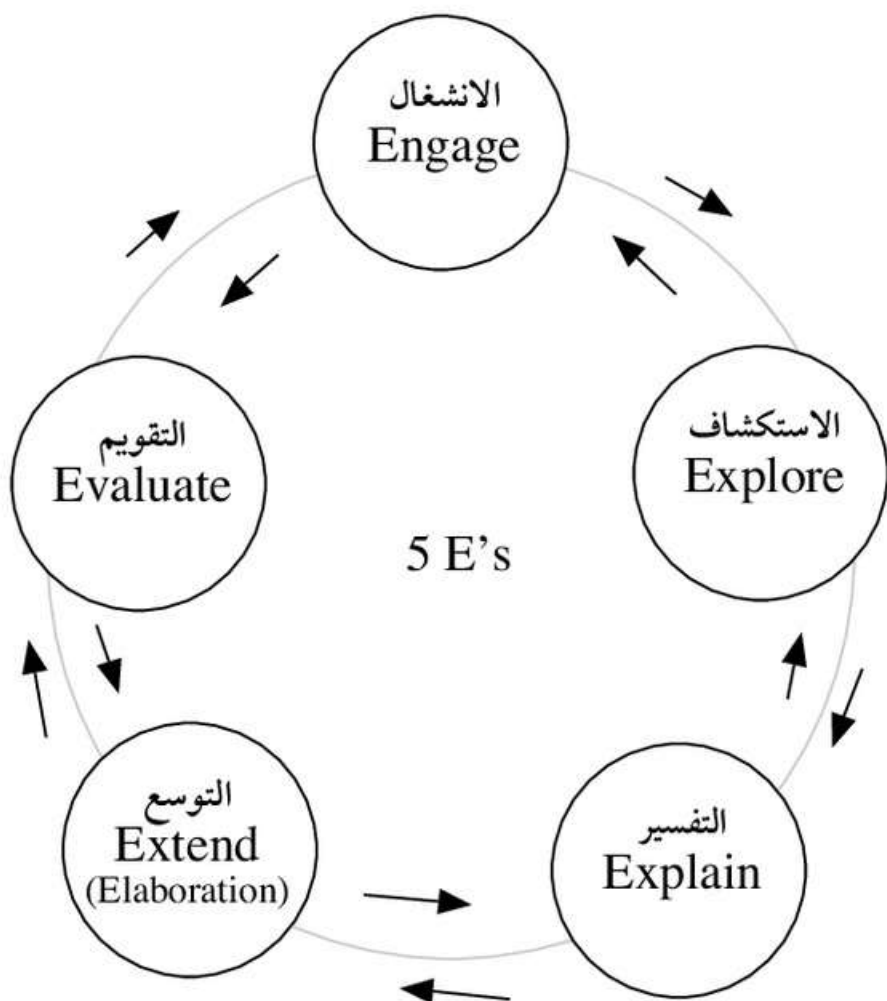 الانشغال
Engage
الاستكشاف
Explore
التفسير
Explain
التوسع
Extend
(Elaboration)
التقويم
Evaluate
5 E’s